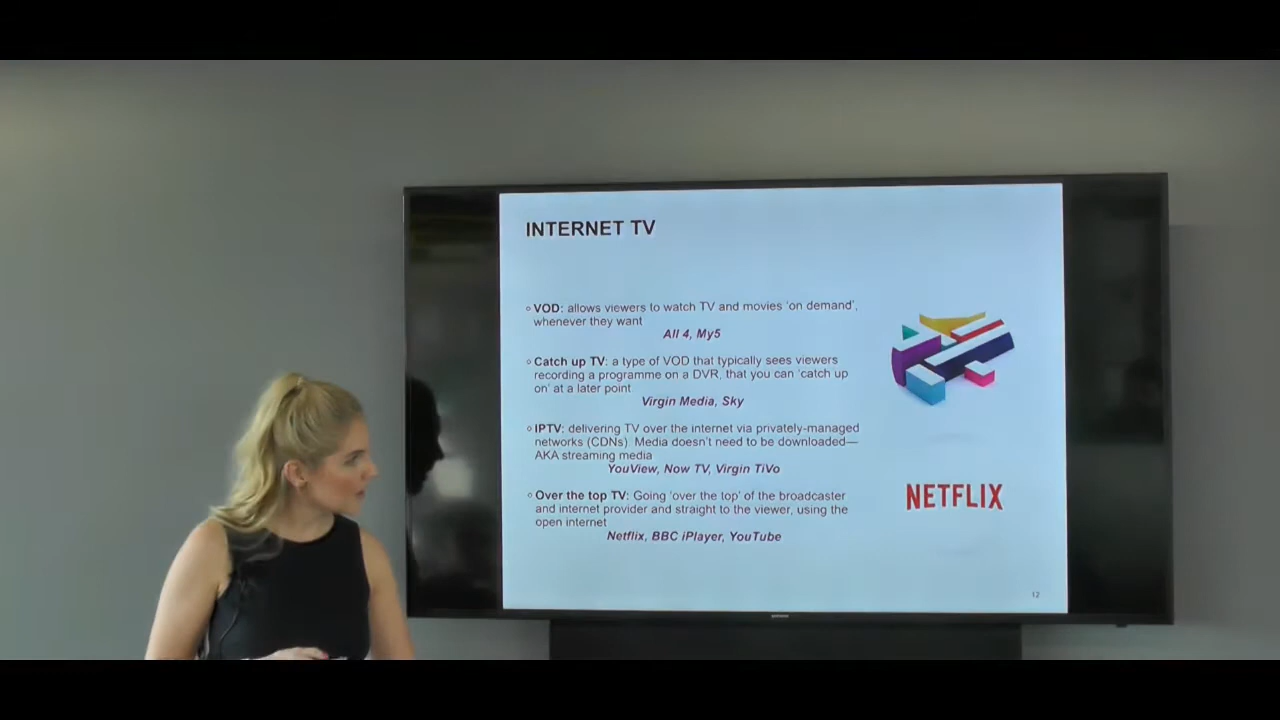 INTERNET TV
VOD: allows viewers to watch TV and movies 'on demand',
whenever they want
All 4, My5
Catch up TV: a type of VOD that typically sees viewers
recording a programme on a DVR, that you can 'catch up
on' at a later point
Virgin Media, Sky
IPTV: delivering TV over the internet via privately-managed
networks (CDNs) Media doesn't need to be downloaded—
AKA streaming media
YouView, Now TV, Virgin TiVo
Over the top TV: Going 'over the top' of the broadcaster
and internet provider and straight to the viewer, using the
open internet
Netflix, BBC iPlayer, YouTube
NETFLIX
12